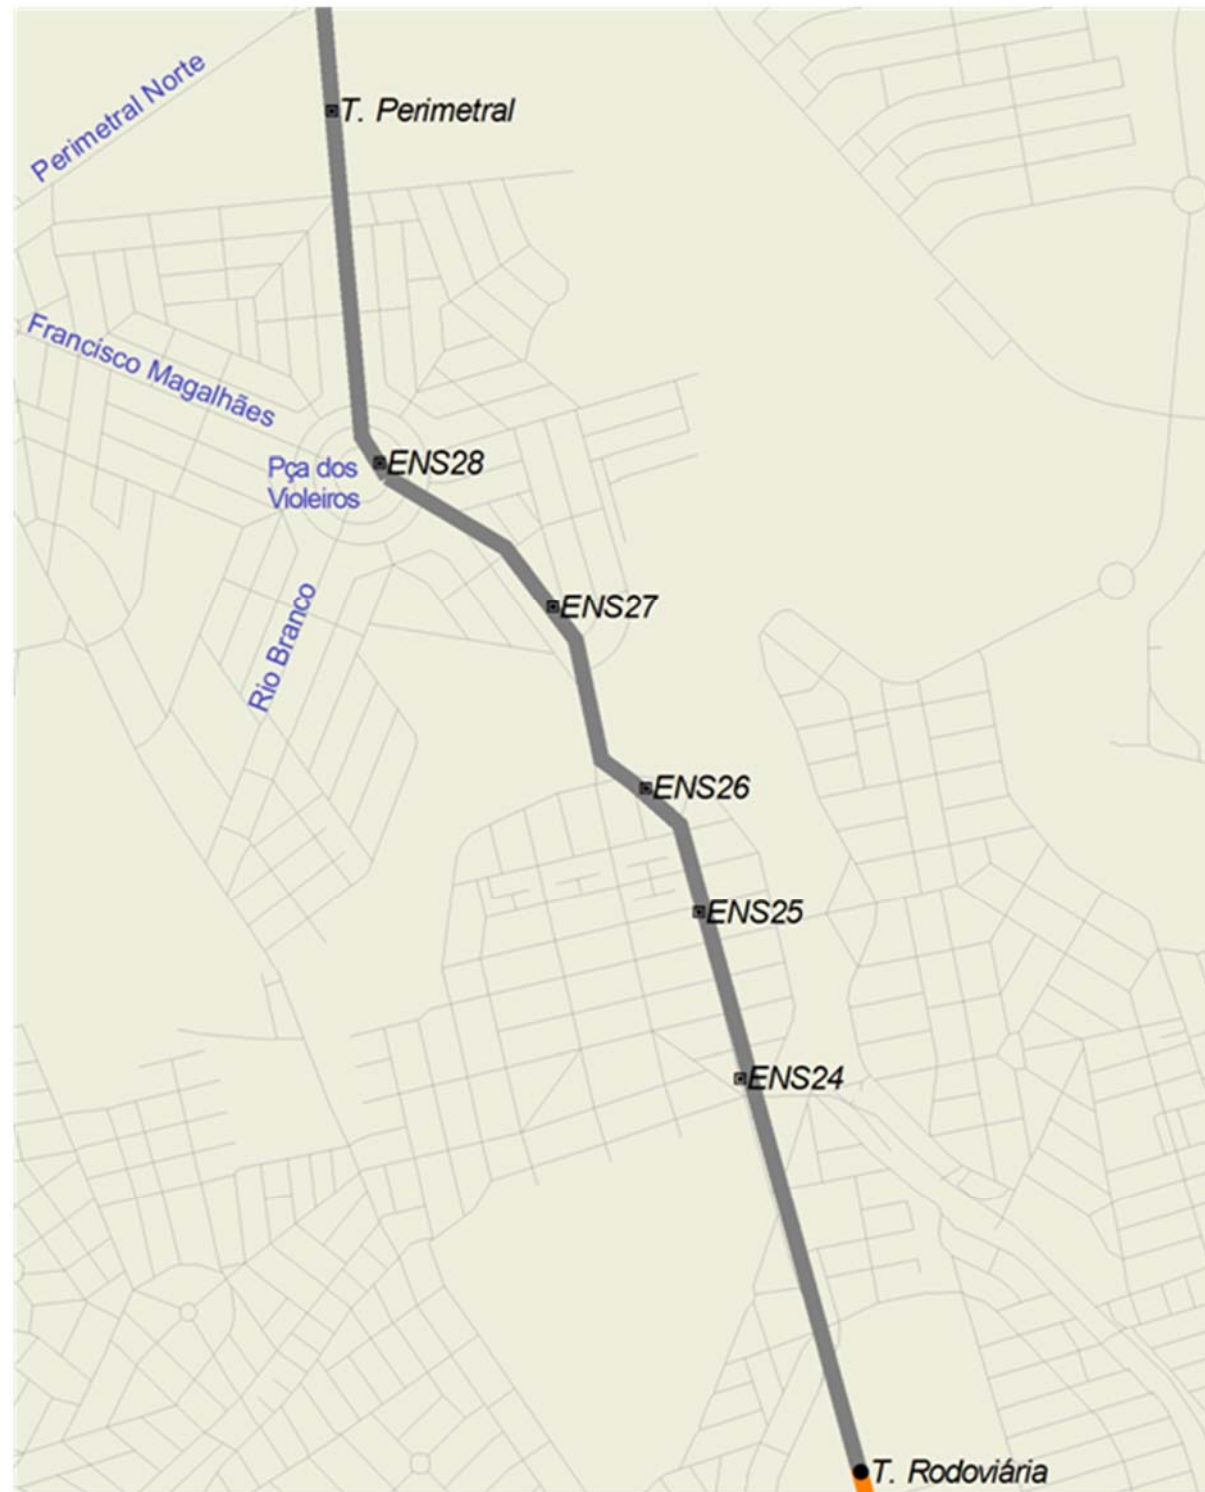 T. Perimetral
Perimetral Norte
Francisco Magalhães
ENS28
Pça dos
Violeiros
ENS27
Rio Branco
ENS26
ENS25
ENS24
T. Rodoviária